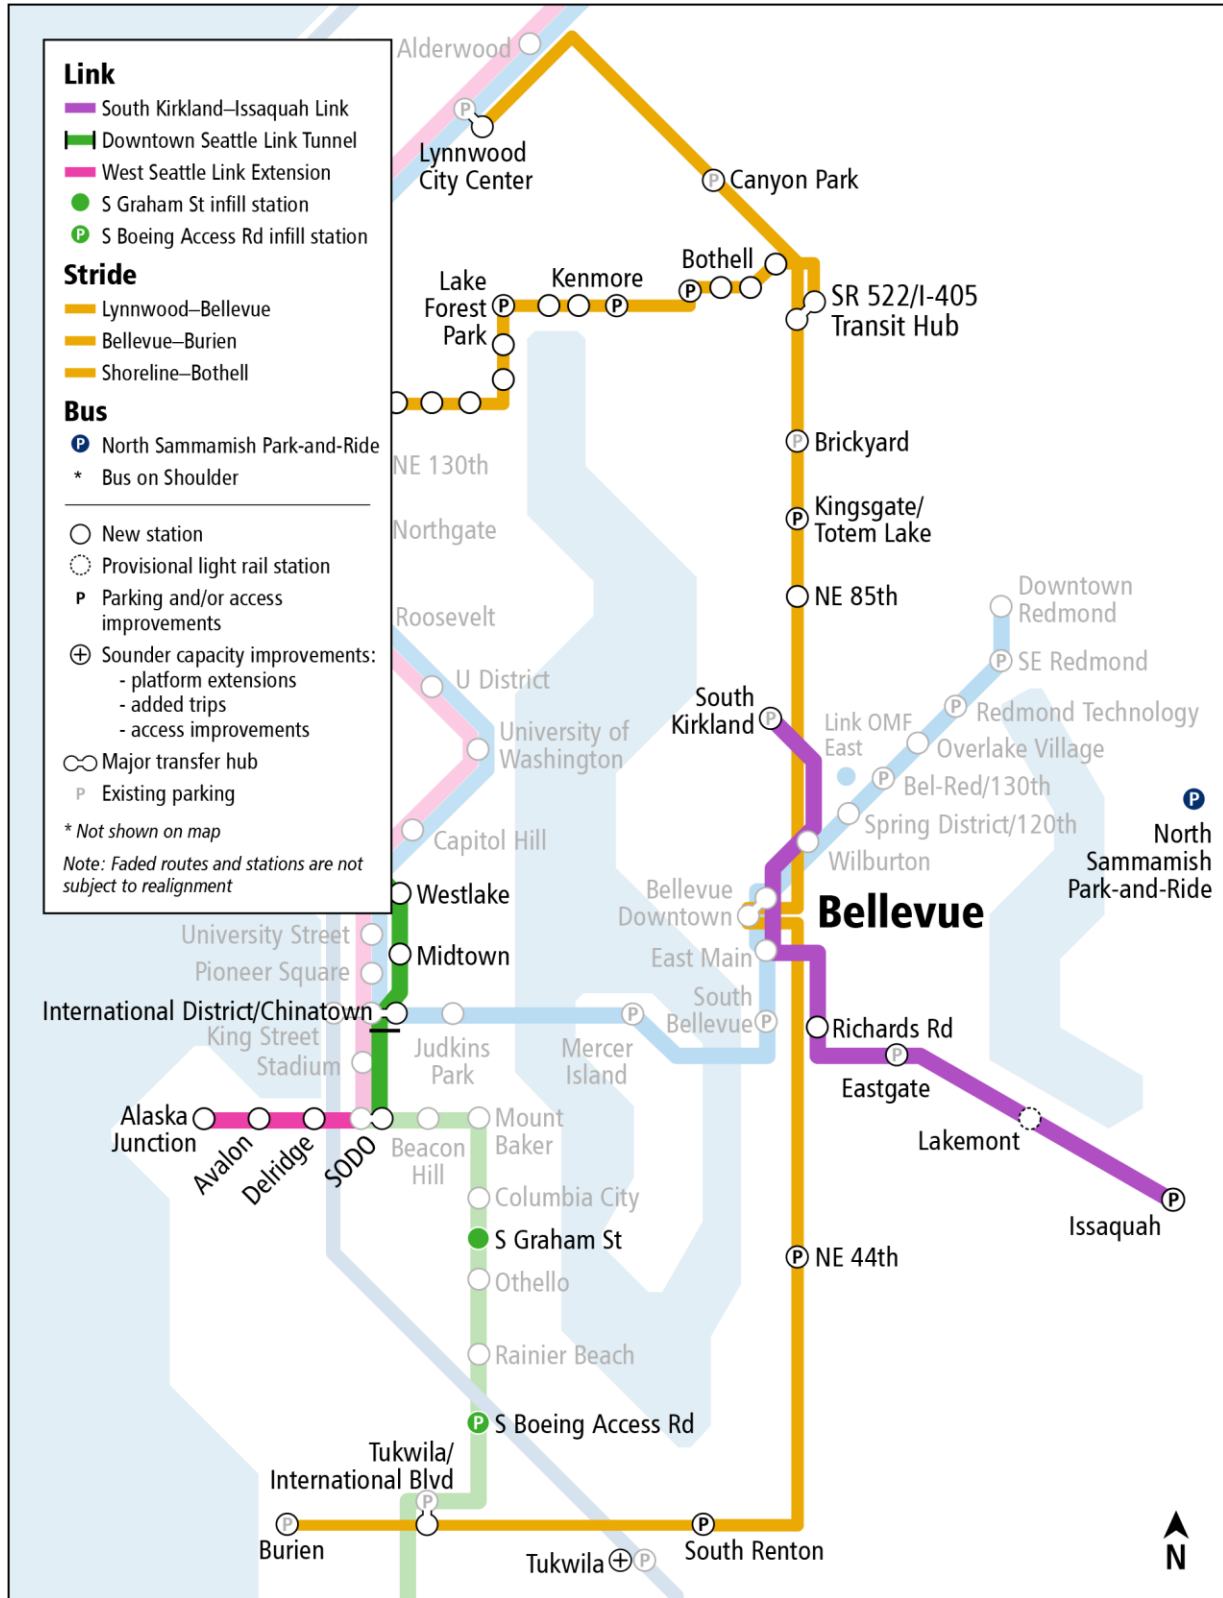 Link
South Kirkland–Issaquah Link
Downtown Seattle Link Tunnel
West Seattle Link Extension
S Graham St infill station
P S Boeing Access Rd infill station
Stride
Lynnwood–Bellevue
Bellevue–Burien
Shoreline–Bothell
Bus
P North Sammamish Park-and-Ride
* Bus on Shoulder
New station
Provisional light rail station
P Parking and/or access
improvements
Sounder capacity improvements:
- platform extensions
- added trips
- access improvements
Major transfer hub
P Existing parking
* Not shown on map
Note: Faded routes and stations are not
subject to realignment
Alderwood
P
Lynnwood
City Center
P Canyon Park
Bothell
P
Lake
Forest
Park
P
Kenmore
P
SR 522/I-405
Transit Hub
P Brickyard
NE 130th
P Kingsgate/
Totem Lake
Northgate
NE 85th
Roosevelt
Downtown
Redmond
P SE Redmond
U District
South
Kirkland
P
P Redmond Technology
University of
Washington
Link OMF
East
Overlake Village
P Bel-Red/130th
P
North
Sammamish
Park-and-Ride
Spring District/120th
Capitol Hill
Wilburton
Westlake
Bellevue
Downtown
Bellevue
University Street
Midtown
East Main
Pioneer Square
International District/Chinatown
South
Bellevue
P
P
King Street
Stadium
Judkins
Park
Mercer
Island
Richards Rd
P
Eastgate
Alaska
Junction
Avalon
Delridge
SODO
Beacon
Hill
Mount
Baker
Lakemont
Columbia City
P
Issaquah
S Graham St
P NE 44th
Othello
Rainier Beach
P S Boeing Access Rd
Tukwila/
International Blvd
P
P
Burien
P
South Renton
Tukwila
P
N